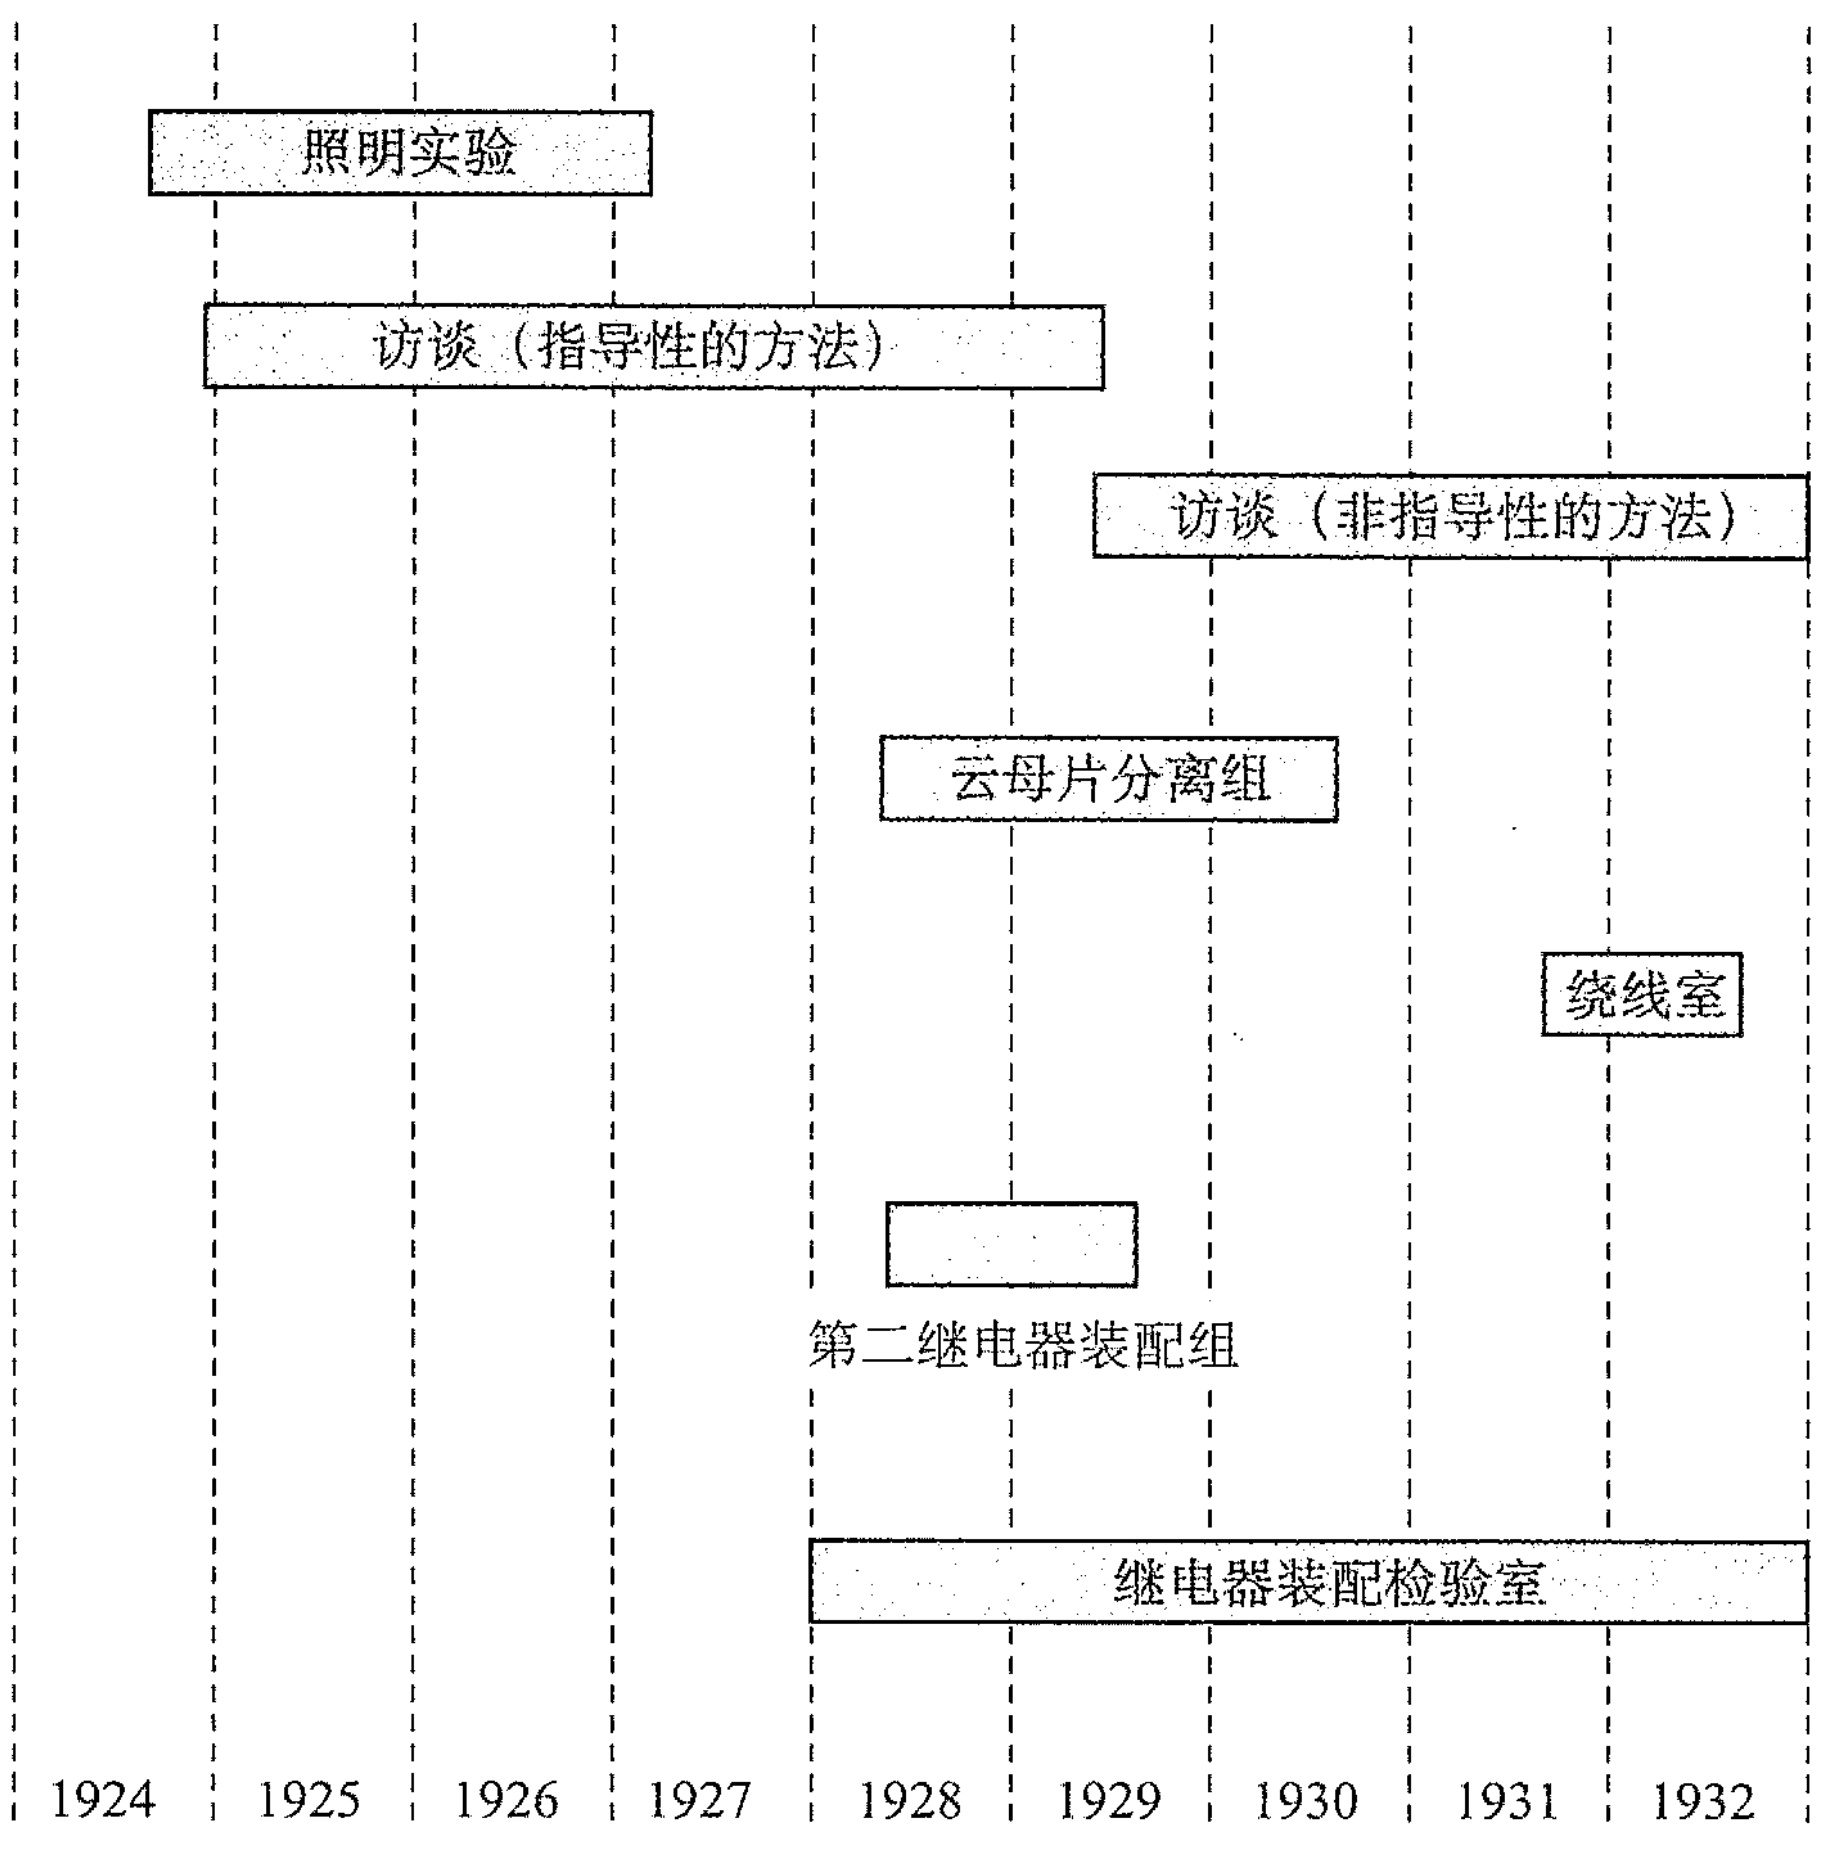 照明实验
访谈（指导性的方法）
访谈（非指导性的方法）
云母片分离组
绕线室
第二继电器装配组
继电器装配检验室
1924 1925 1926 1927 1928 1929 1930 1931 1932